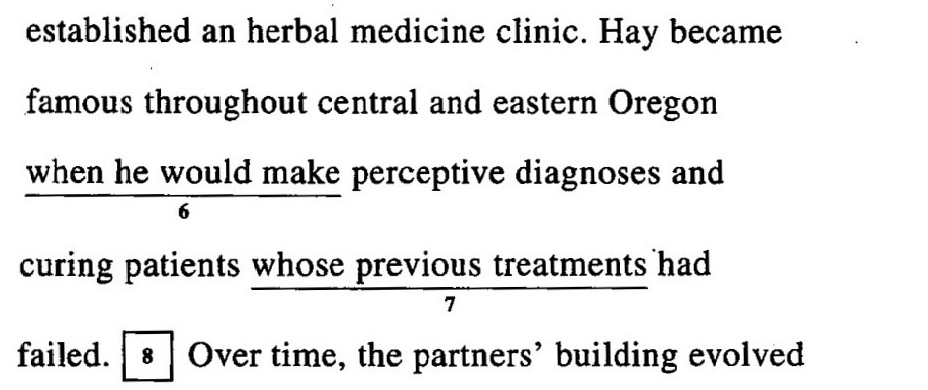 established an herbal medicine clinic. Hay became
famous throughout central and eastern Oregon
when he would make perceptive diagnoses and
6
curing patients whose previous treatments had
7
failed. 8 Over time, the partners’ building evolved